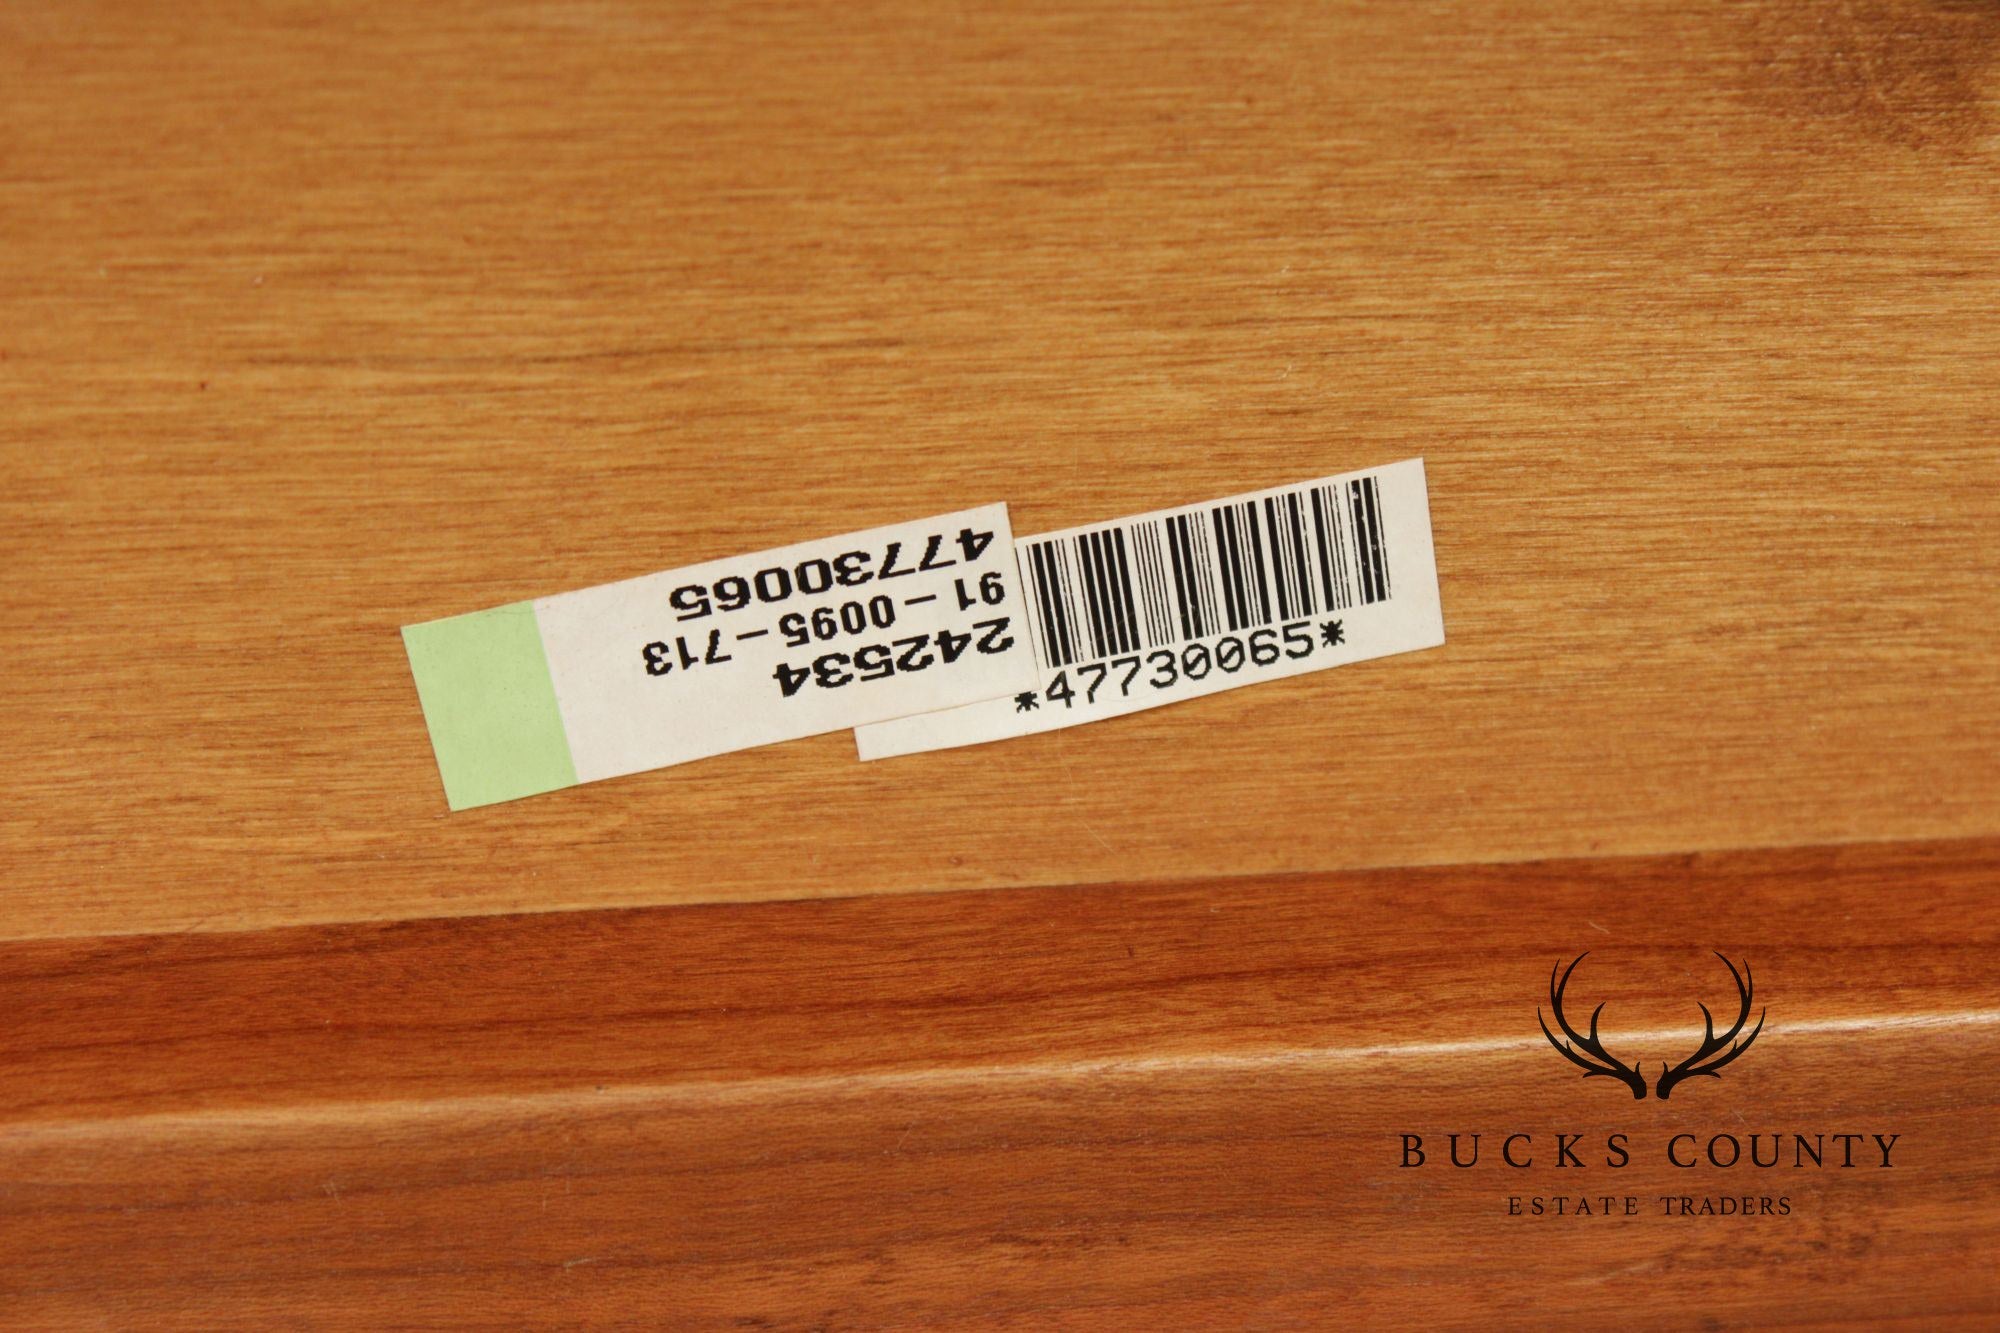 242534
91-0095-713
47730065
*47730065*
BUCKS COUNTY
ESTATE TRADERS